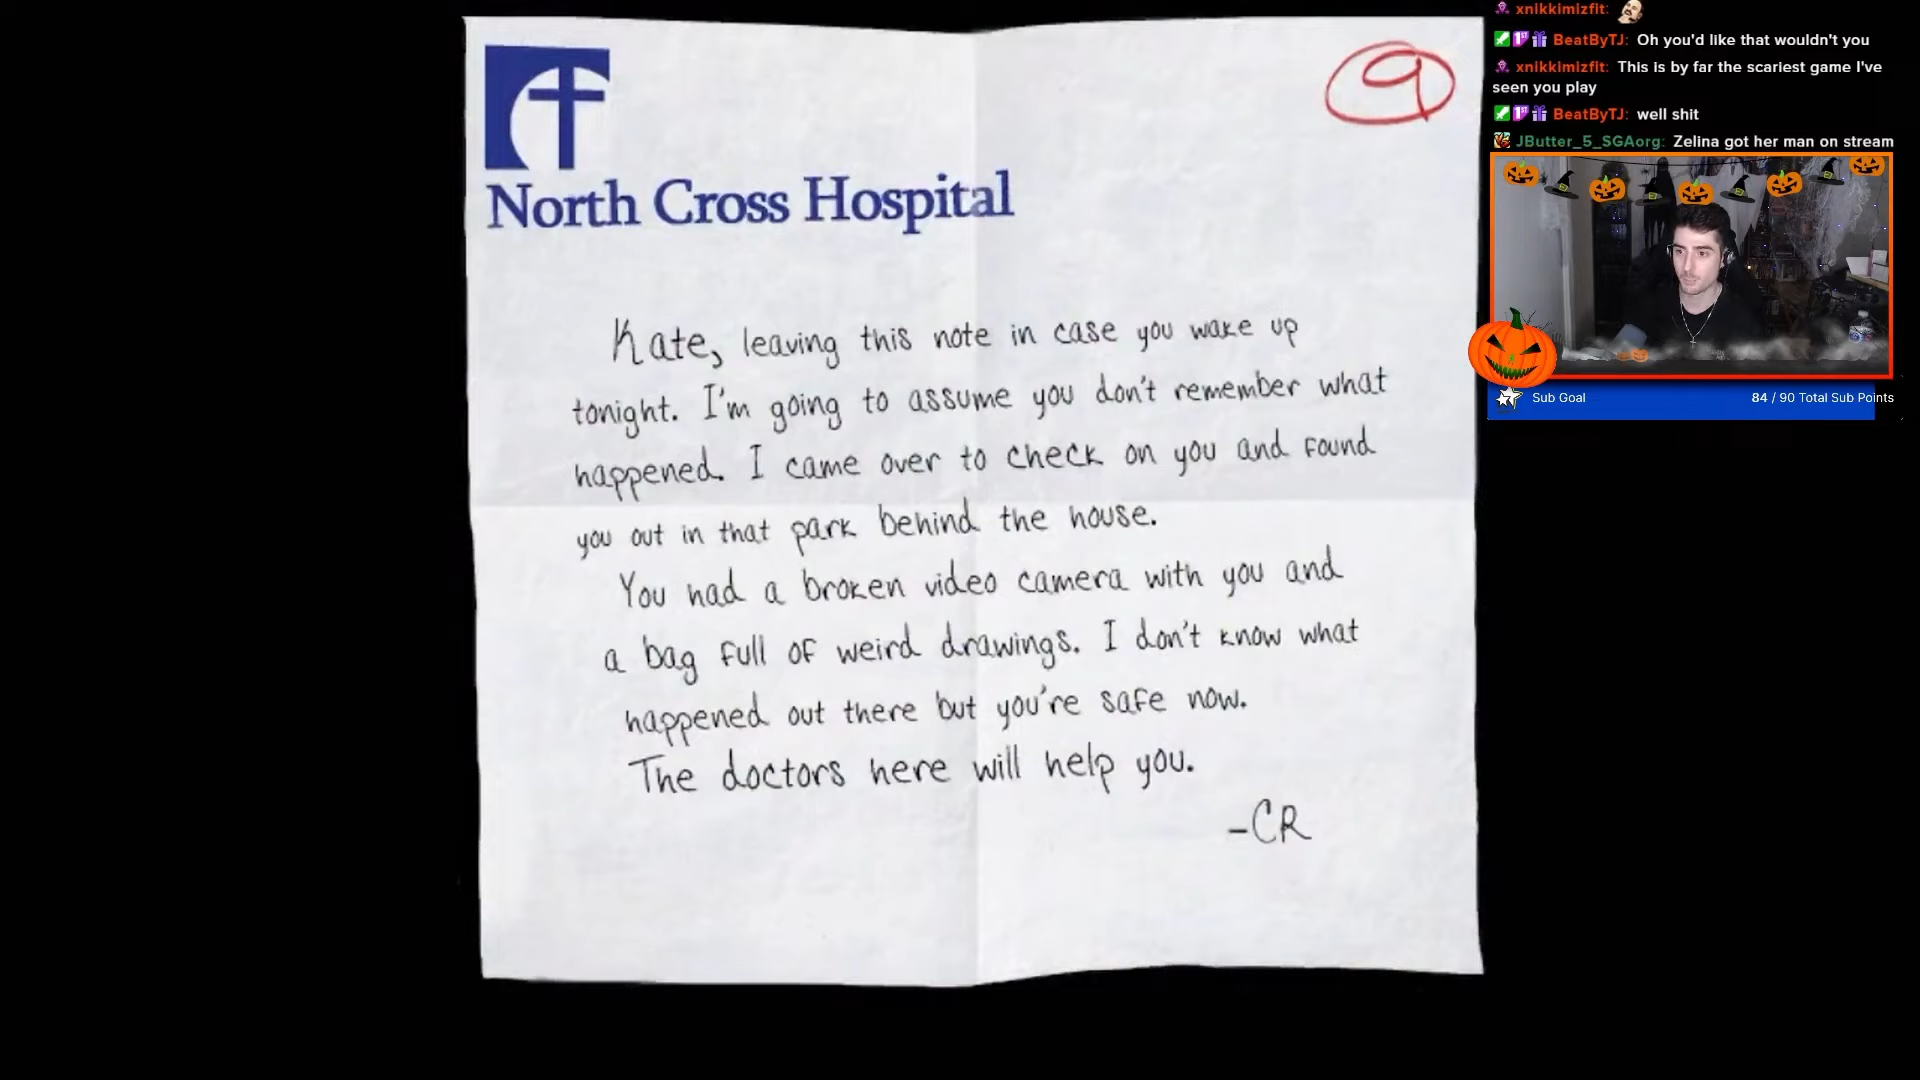 North Cross Hospital
9
Kate, leaving this note in case you wake up
tonight. I'm going to assume you don't remember what
happened. I came over to check on you and found
you out in that park behind the house.
You had a broken video camera with you and
a bag full of weird drawings. I don't know what
happened out there but you're safe now.
The doctors here will help you.
-CR
xnikkimizfit:
BeatByTJ: Oh you'd like that wouldn't you
xnikkimizfit: This is by far the scariest game I've
seen you play
BeatByTJ: well shit
JButter_5_SGAorg: Zelina got her man on stream
Sub Goal
84 / 90 Total Sub Points